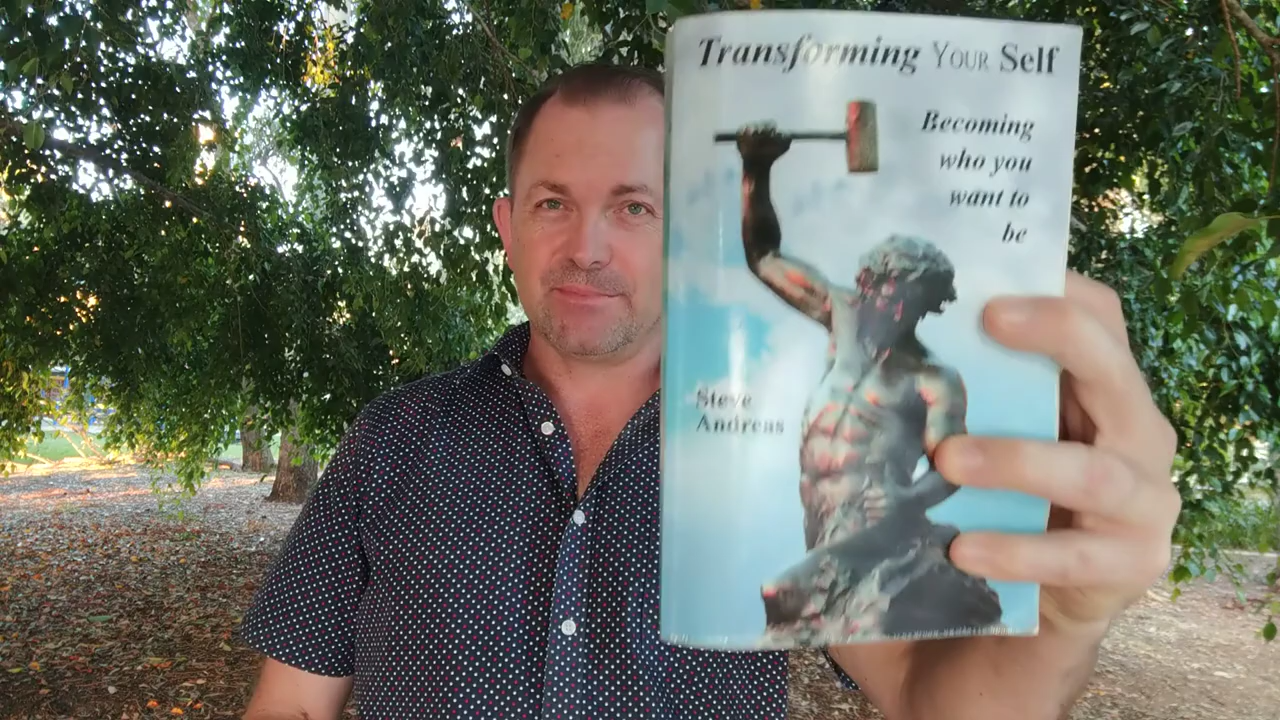 Transforming YOUR Self
Becoming
who you
want to
be
Steve
Andreas